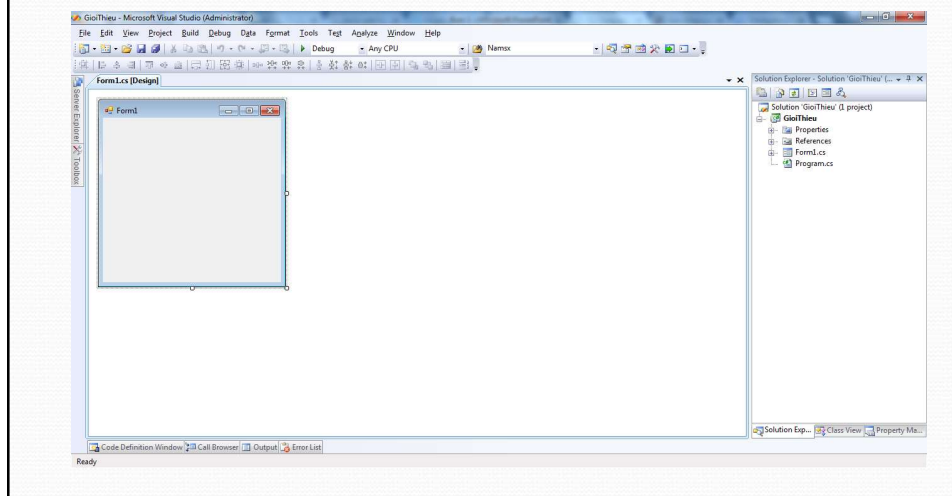 GioiThieu - Microsoft Visual Studio (Administrator)
File Edit View Project Build Debug Data Format Tools Test Analyze Window Help
Debug Any CPU Namsx
Form1.cs [Design]
Solution Explorer - Solution 'GioiThieu' (...
Server Explorer
Toolbox
Form1
Solution 'GioiThieu' (1 project)
GioiThieu
Properties
References
Form1.cs
Program.cs
Solution Exp... Class View Property Ma...
Code Definition Window Call Browser Output Error List
Ready